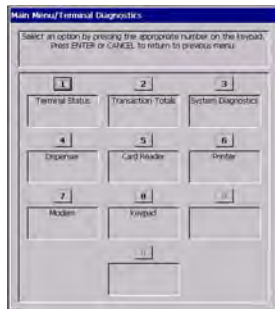 Main Menu/Terminal Diagnostics
Select an option by pressing the appropriate number on the keypad.
Press ENTER or CANCEL to return to previous menu
1 2 3
Terminal Status Transaction Totals System Diagnostics
4 5 6
Dispenser Card Reader Printer
7 8 9
Modem Keypad
0